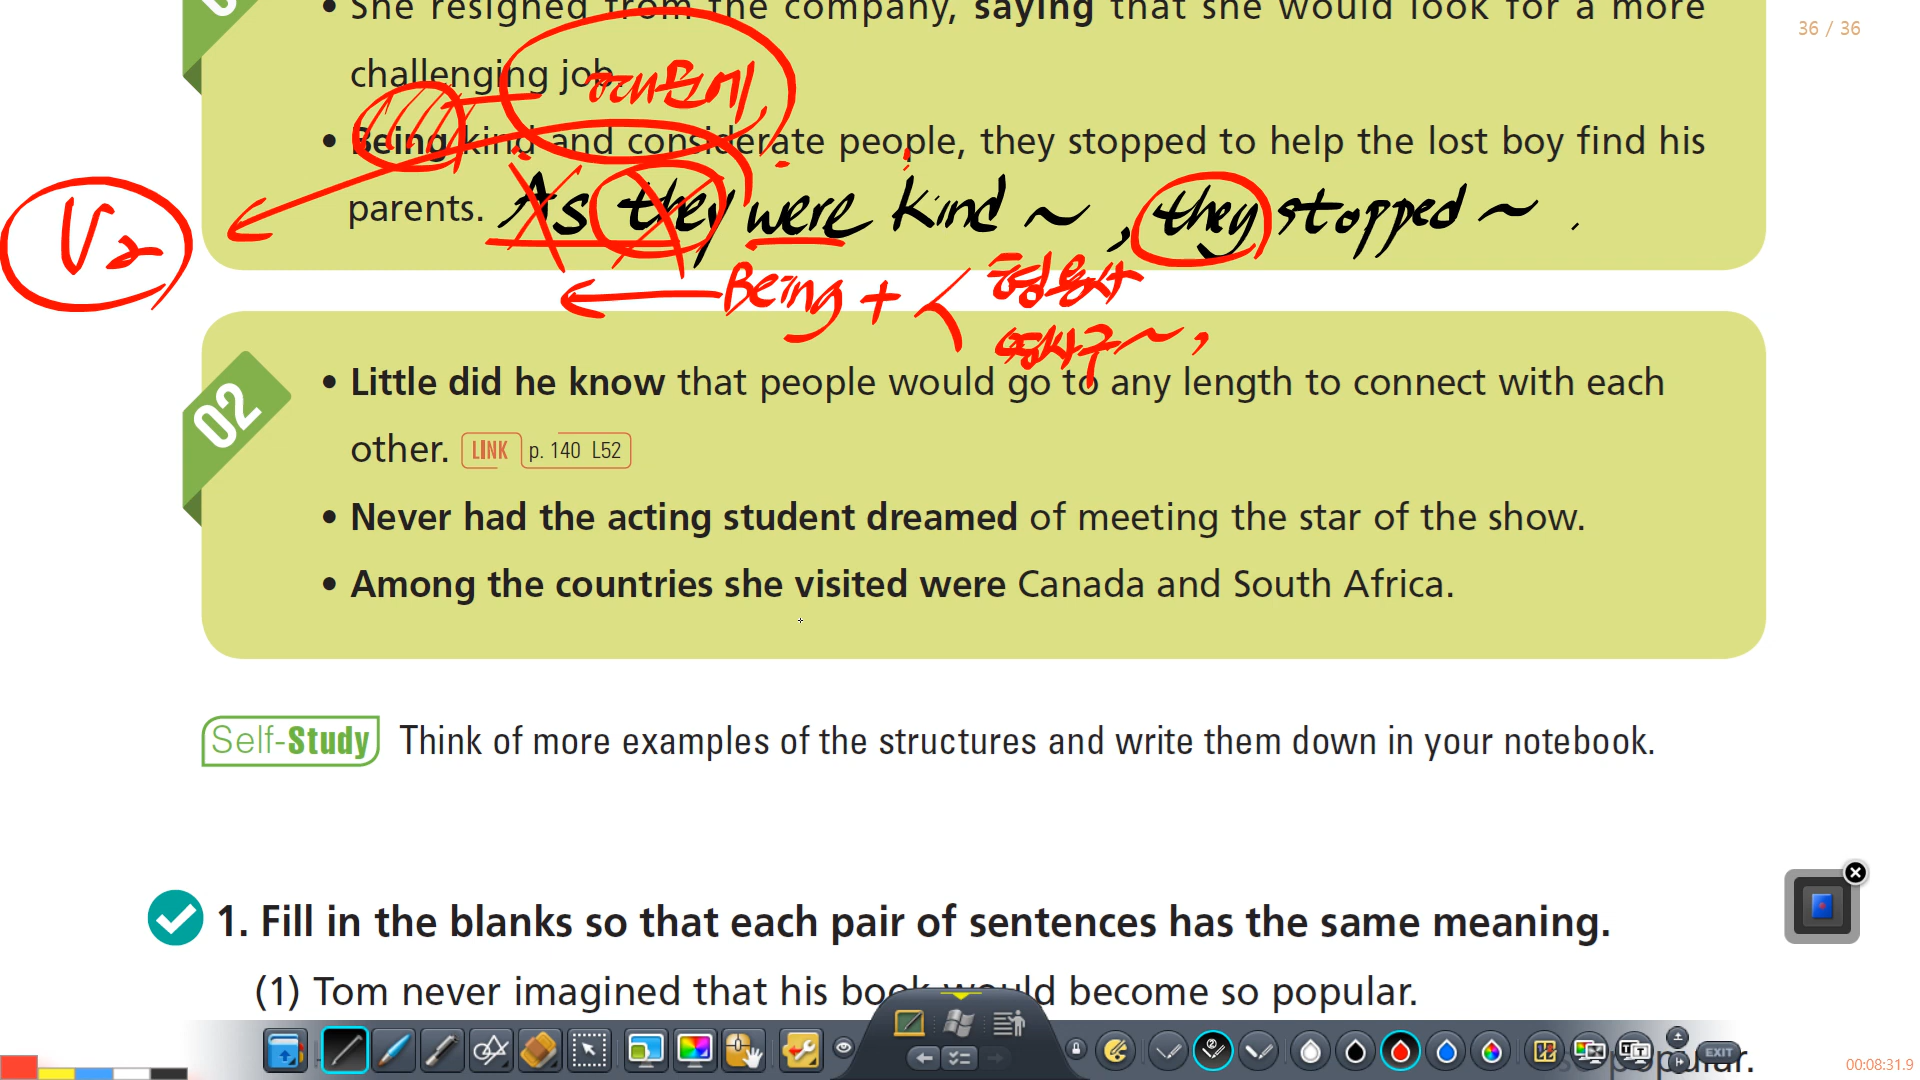 She resigned from the company, saying that she would look for a more
36 / 36
challenging job.
때문에
Being kind and considerate people, they stopped to help the lost boy find his
parents. As they were kind ~, they stopped ~ .
Being + < 형용사
명사구 ~ ,
02
• Little did he know that people would go to any length to connect with each
other. LINK p. 140 L52
• Never had the acting student dreamed of meeting the star of the show.
• Among the countries she visited were Canada and South Africa.
Self-Study Think of more examples of the structures and write them down in your notebook.
1. Fill in the blanks so that each pair of sentences has the same meaning.
(1) Tom never imagined that his book would become so popular.
EXIT
popular.
00:08:31.9